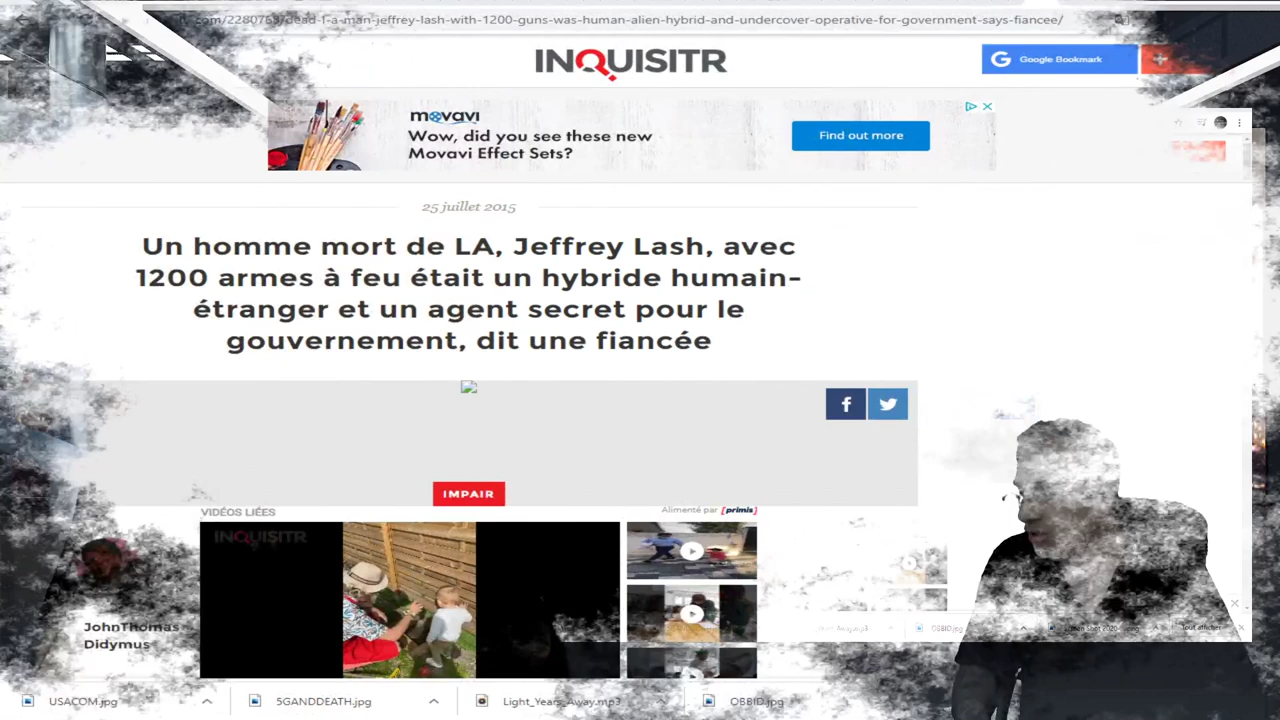 .com/2280758/dead-l-a-man-jeffrey-lash-with-1200-guns-was-human-alien-hybrid-and-undercover-operative-for-government-says-fiancee/
INQUISITR
Google Bookmark
movavi
Wow, did you see these new
Movavi Effect Sets?
Find out more
25 juillet 2015
Un homme mort de LA, Jeffrey Lash, avec
1200 armes à feu était un hybride humain-
étranger et un agent secret pour le
gouvernement, dit une fiancée
IMPAIR
VIDÉOS LIÉES
Alimenté par [primis]
INQUISITR
JohnThomas
Didymus
Tout afficher
USACOM.jpg
5GANDDEATH.jpg
Light_Years_Away.mp3
OBBID.jpg